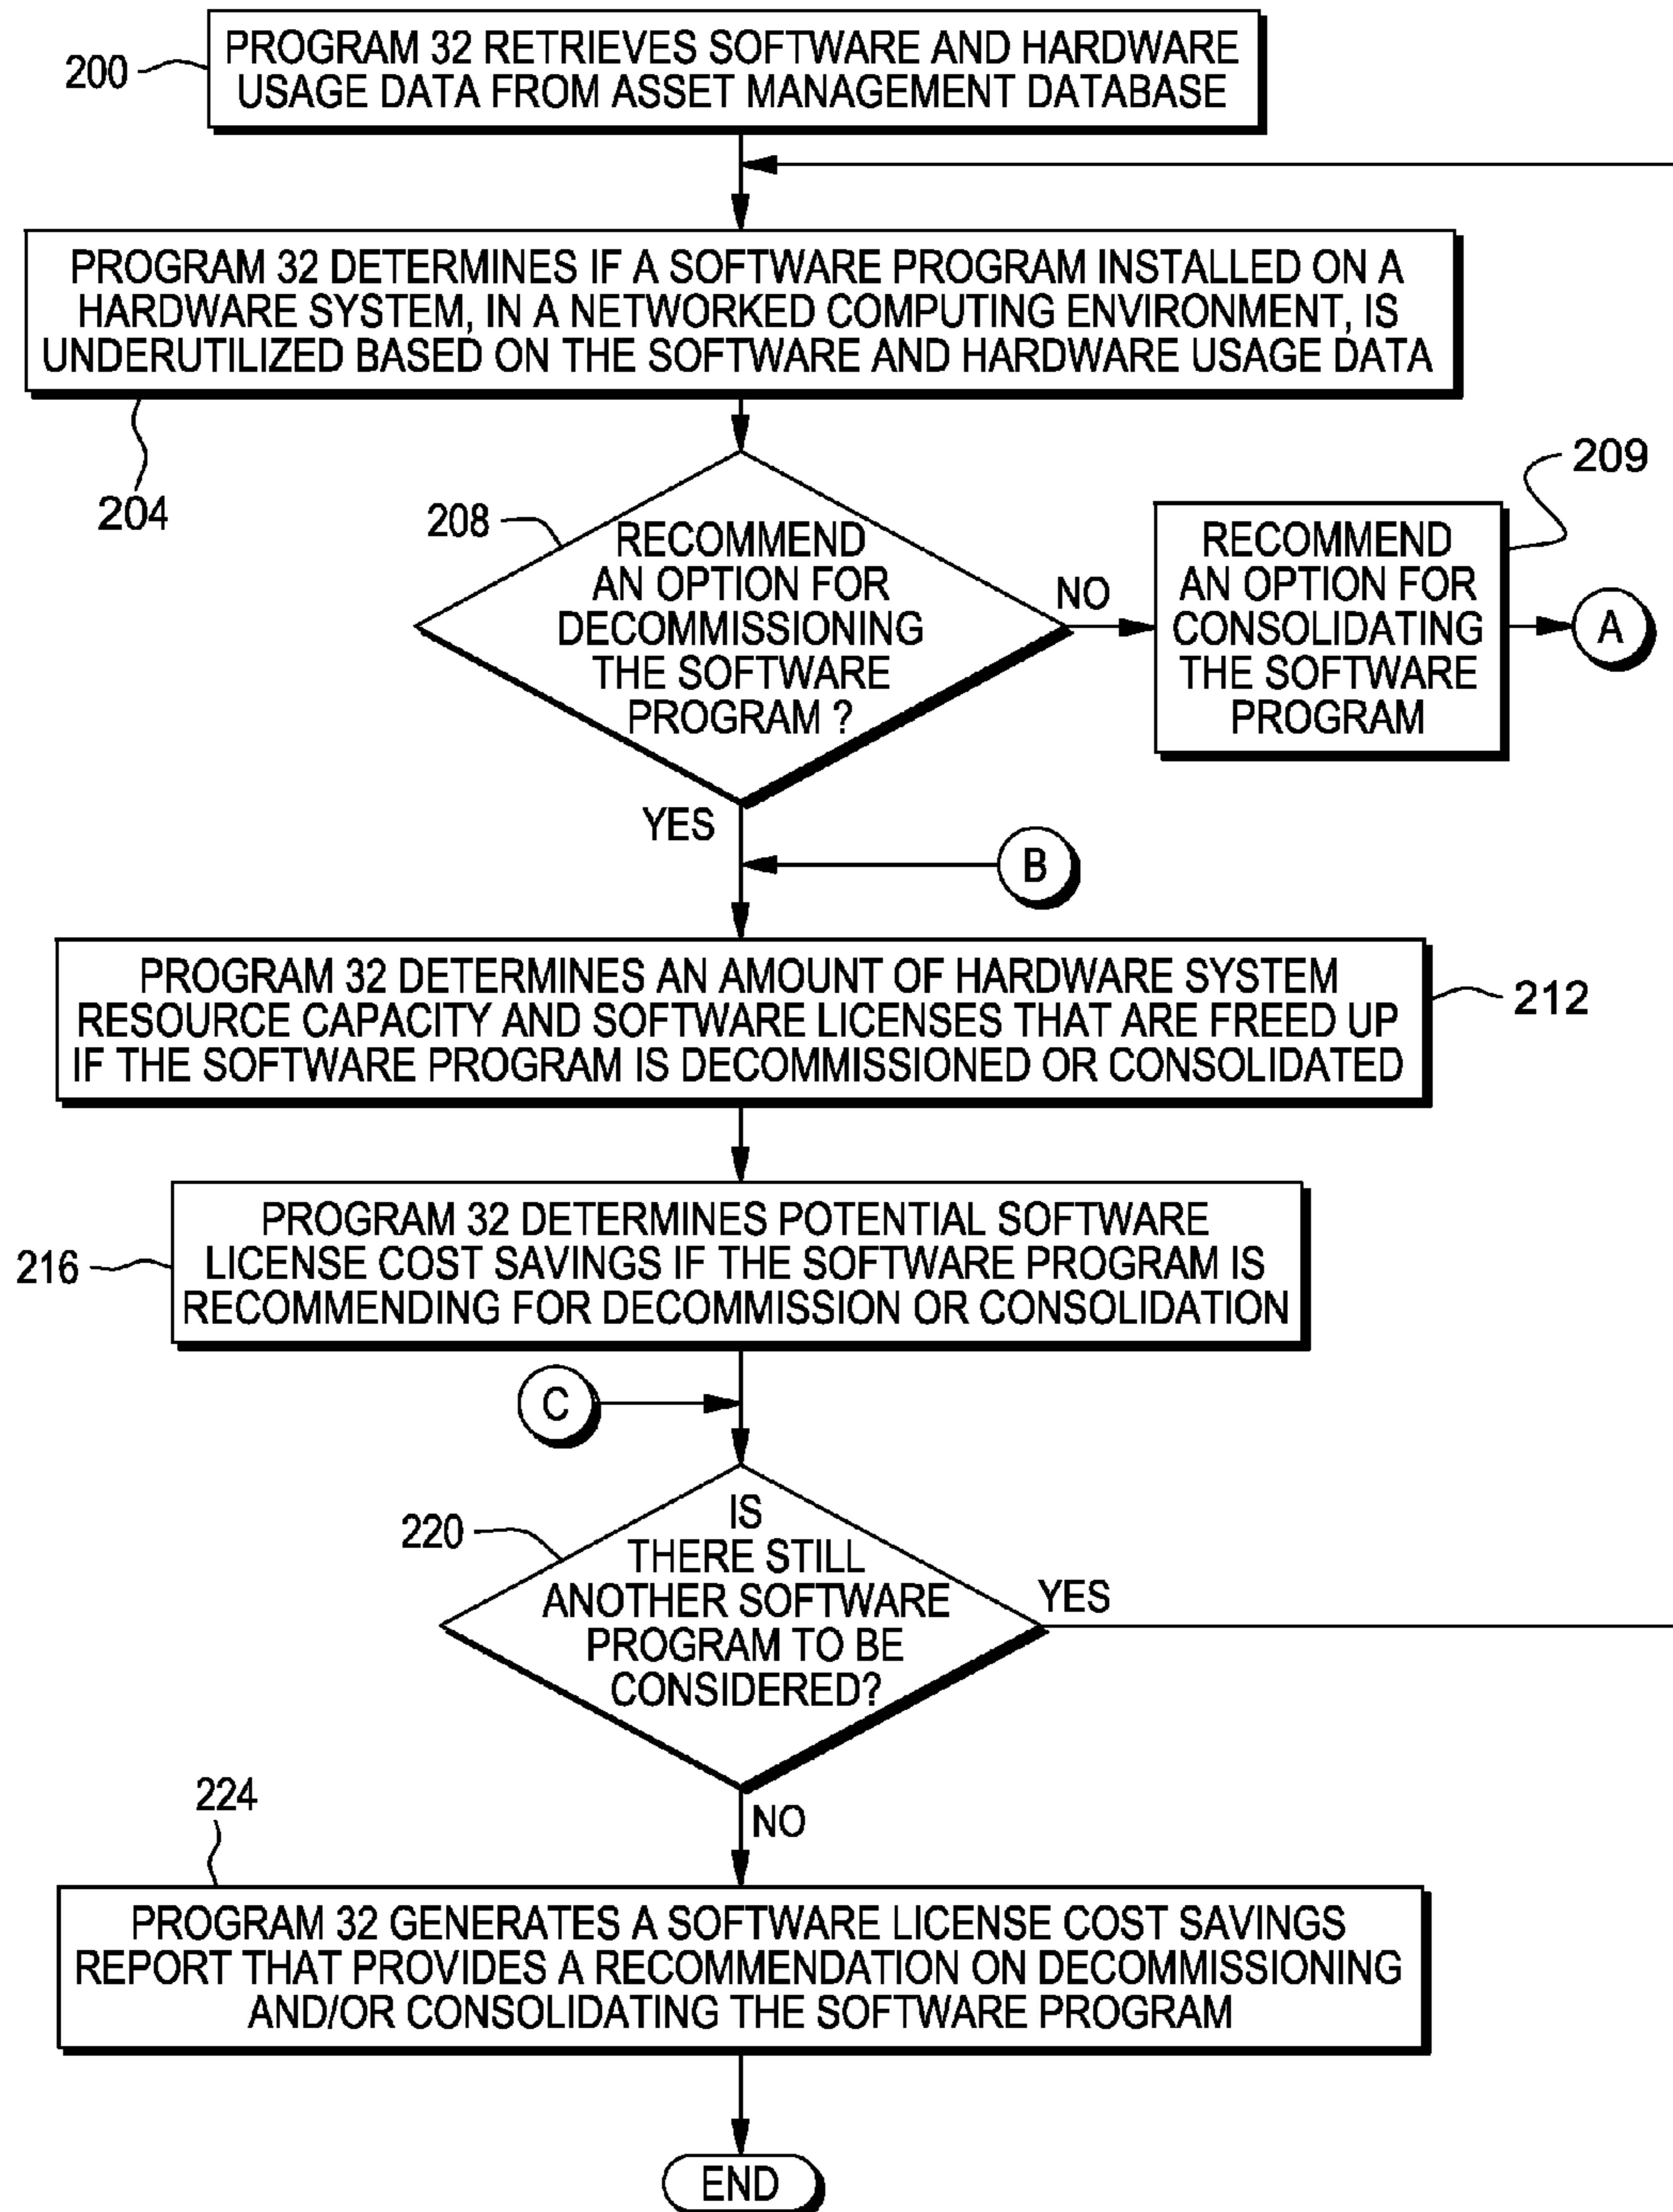 200
PROGRAM 32 RETRIEVES SOFTWARE AND HARDWARE
USAGE DATA FROM ASSET MANAGEMENT DATABASE
PROGRAM 32 DETERMINES IF A SOFTWARE PROGRAM INSTALLED ON A
HARDWARE SYSTEM, IN A NETWORKED COMPUTING ENVIRONMENT, IS
UNDERUTILIZED BASED ON THE SOFTWARE AND HARDWARE USAGE DATA
204
208
RECOMMEND
AN OPTION FOR
DECOMMISSIONING
THE SOFTWARE
PROGRAM ?
NO
209
RECOMMEND
AN OPTION FOR
CONSOLIDATING
THE SOFTWARE
PROGRAM
A
YES
B
PROGRAM 32 DETERMINES AN AMOUNT OF HARDWARE SYSTEM
RESOURCE CAPACITY AND SOFTWARE LICENSES THAT ARE FREED UP
IF THE SOFTWARE PROGRAM IS DECOMMISSIONED OR CONSOLIDATED
212
216
PROGRAM 32 DETERMINES POTENTIAL SOFTWARE
LICENSE COST SAVINGS IF THE SOFTWARE PROGRAM IS
RECOMMENDING FOR DECOMMISSION OR CONSOLIDATION
C
220
IS
THERE STILL
ANOTHER SOFTWARE
PROGRAM TO BE
CONSIDERED?
YES
NO
224
PROGRAM 32 GENERATES A SOFTWARE LICENSE COST SAVINGS
REPORT THAT PROVIDES A RECOMMENDATION ON DECOMMISSIONING
AND/OR CONSOLIDATING THE SOFTWARE PROGRAM
END